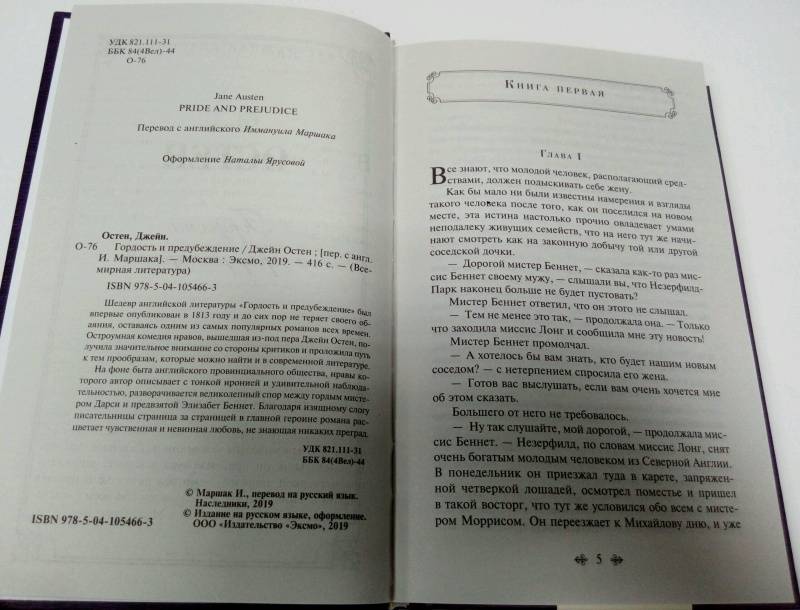 УДК 821.111-31
ББК 84(4Вел)-44
О-76
Jane Austen
PRIDE AND PREJUDICE
Перевод с английского Иммануила Маршака
Оформление Натальи Ярусовой
Остен, Джейн.
О-76 Гордость и предубеждение / Джейн Остен ; [пер. с англ.
И. Маршака]. — Москва : Эксмо, 2019. — 416 с. — (Все-
мирная литература)
ISBN 978-5-04-105466-3
Шедевр английской литературы «Гордость и предубеждение» был
впервые опубликован в 1813 году и до сих пор не теряет своего об-
аяния, оставаясь одним из самых популярных романов всех времен.
Остроумная комедия нравов, вышедшая из-под пера Джейн Остен, по-
лучила значительное внимание со стороны критиков и проложила путь
к тем прообразам, которые можно найти и в современной литературе.
На фоне быта английского провинциального общества, нравы ко-
торого автор описывает с тонкой иронией и удивительной наблюда-
тельностью, разворачивается великолепный спор между гордым мисте-
ром Дарси и предвзятой Элизабет Беннет. Благодаря изящному слогу
писательницы страница за страницей в главной героине романа рас-
цветает чувственная и невинная любовь, не знающая никаких преград.
УДК 821.111-31
ББК 84(4Вел)-44
© Маршак И., перевод на русский язык.
Наследники, 2019
© Издание на русском языке, оформление.
ООО «Издательство «Эксмо», 2019
ISBN 978-5-04-105466-3
КНИГА ПЕРВАЯ
ГЛАВА I
Все знают, что молодой человек, располагающий сред-
ствами, должен подыскивать себе жену.
Как бы мало ни были известны намерения и взгляды
такого человека после того, как он поселился на новом
месте, эта истина настолько прочно овладевает умами
неподалеку живущих семейств, что на него тут же начи-
нают смотреть как на законную добычу той или другой
соседской дочки.
— Дорогой мистер Беннет, — сказала как-то раз мис-
сис Беннет своему мужу, — слышали вы, что Незерфилд-
Парк наконец больше не будет пустовать?
Мистер Беннет ответил, что он этого не слышал.
— Тем не менее это так, — продолжала она. — Только
что заходила миссис Лонг и сообщила мне эту новость!
Мистер Беннет промолчал.
— А хотелось бы вам знать, кто будет нашим новым
соседом? — с нетерпением спросила его жена.
— Готов вас выслушать, если вам очень хочется мне
об этом сказать.
Большего от него не требовалось.
— Ну так слушайте, мой дорогой, — продолжала мис-
сис Беннет. — Незерфилд, по словам миссис Лонг, снят
очень богатым молодым человеком из Северной Англии.
В понедельник он приезжал туда в карете, запряжен-
ной четверкой лошадей, осмотрел поместье и пришел
в такой восторг, что тут же условился обо всем с мисте-
ром Моррисом. Он переезжает к Михайлову дню, и уже
5